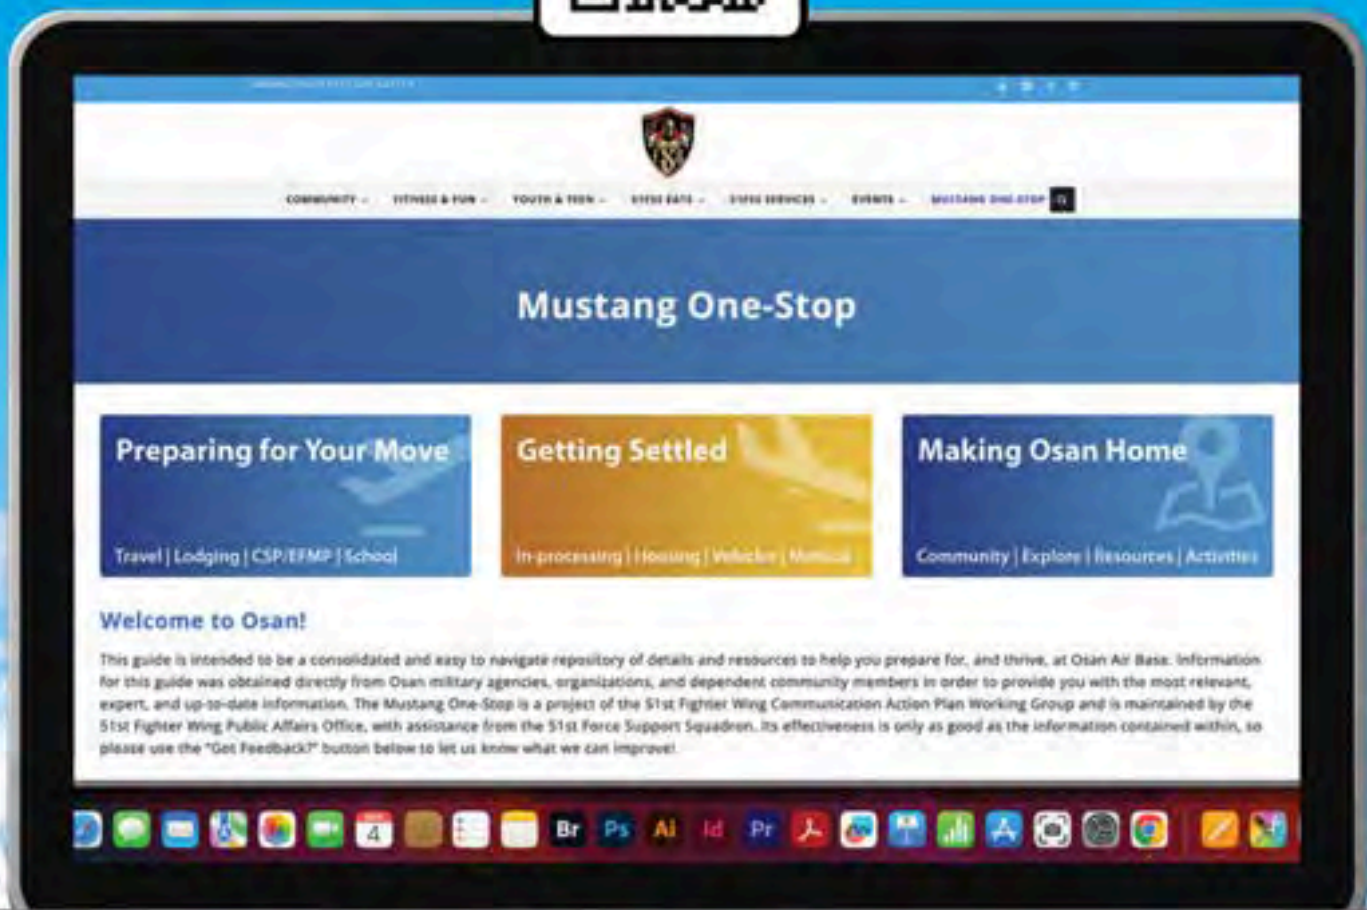 COMMUNITY
FITNESS & FUN
YOUTH & TEEN
51FSS EATS
51FSS SERVICES
EVENTS
MUSTANG ONE-STOP
Mustang One-Stop
Preparing for Your Move
Travel | Lodging | CSP/EFMP | School
Getting Settled
In-processing | Housing | Vehicles | Medical
Making Osan Home
Community | Explore | Resources | Activities
Welcome to Osan!
This guide is intended to be a consolidated and easy to navigate repository of details and resources to help you prepare for, and thrive, at Osan Air Base. Information
for this guide was obtained directly from Osan military agencies, organizations, and dependent community members in order to provide you with the most relevant,
expert, and up-to-date information. The Mustang One-Stop is a project of the 51st Fighter Wing Communication Action Plan Working Group and is maintained by the
51st Fighter Wing Public Affairs Office, with assistance from the 51st Force Support Squadron. Its effectiveness is only as good as the information contained within, so
please use the "Got Feedback?" button below to let us know what we can improve!
4
Br
Ps
Ai
Id
Pr